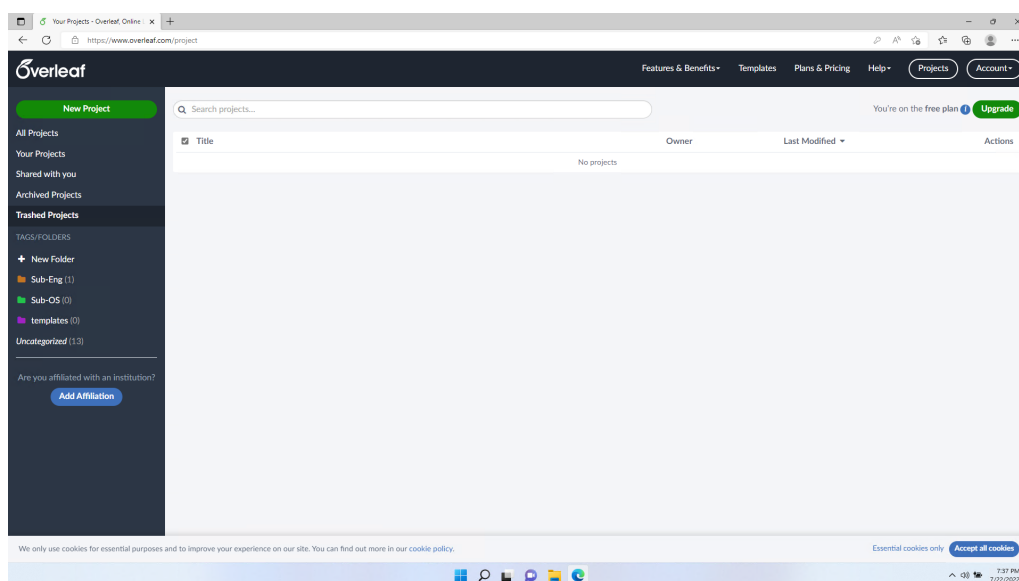 Your Projects - Overleaf, Online
https://www.overleaf.com/project
Overleaf
Features & Benefits
Templates
Plans & Pricing
Help
Projects
Account
New Project
All Projects
Your Projects
Shared with you
Archived Projects
Trashed Projects
TAGS/FOLDERS
New Folder
Sub-Eng (1)
Sub-OS (0)
templates (0)
Uncategorized (13)
Are you affiliated with an institution?
Add Affiliation
Search projects...
You're on the free plan
Upgrade
Title
Owner
Last Modified
Actions
No projects
We only use cookies for essential purposes and to improve your experience on our site. You can find out more in our cookie policy.
Essential cookies only
Accept all cookies
7:37 PM